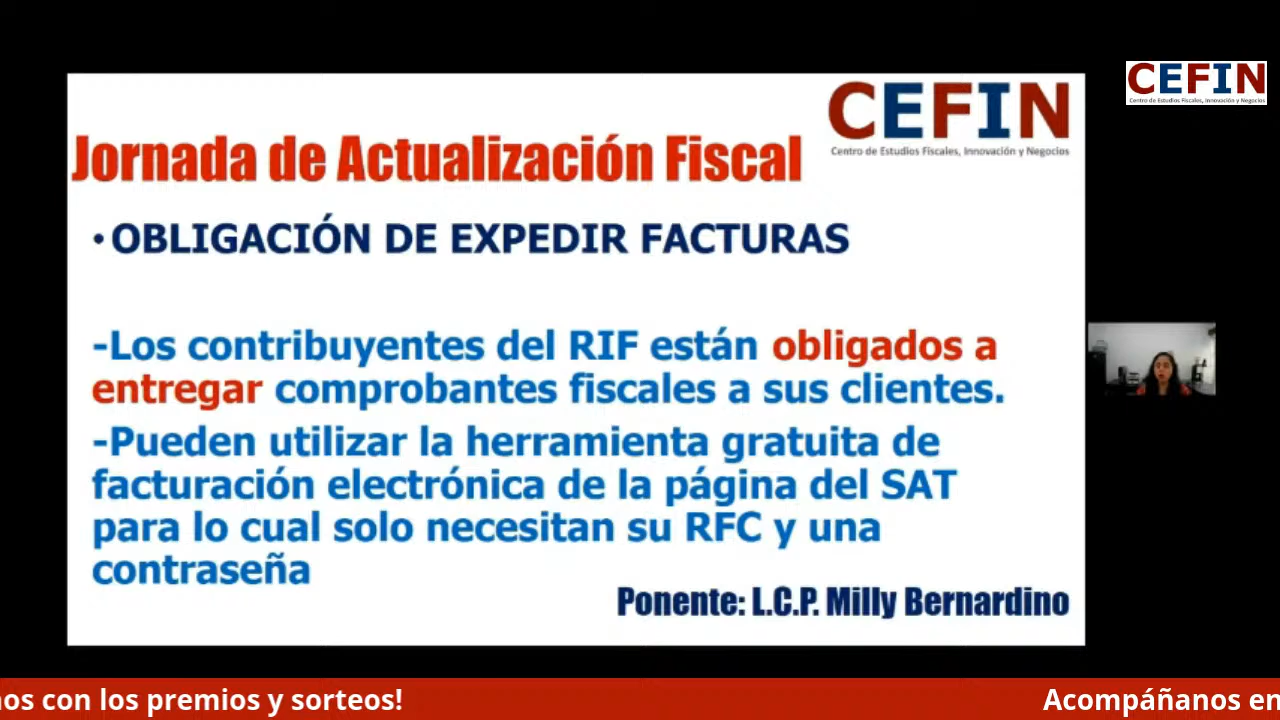 CEFIN
Centro de Estudios Fiscales, Innovación y Negocios
CEFIN
Centro de Estudios Fiscales, Innovación y Negocios
Jornada de Actualización Fiscal
• OBLIGACIÓN DE EXPEDIR FACTURAS
-Los contribuyentes del RIF están obligados a
entregar comprobantes fiscales a sus clientes.
-Pueden utilizar la herramienta gratuita de
facturación electrónica de la página del SAT
para lo cual solo necesitan su RFC y una
contraseña
Ponente: L.C.P. Milly Bernardino
nos con los premios y sorteos!
Acompáñanos en